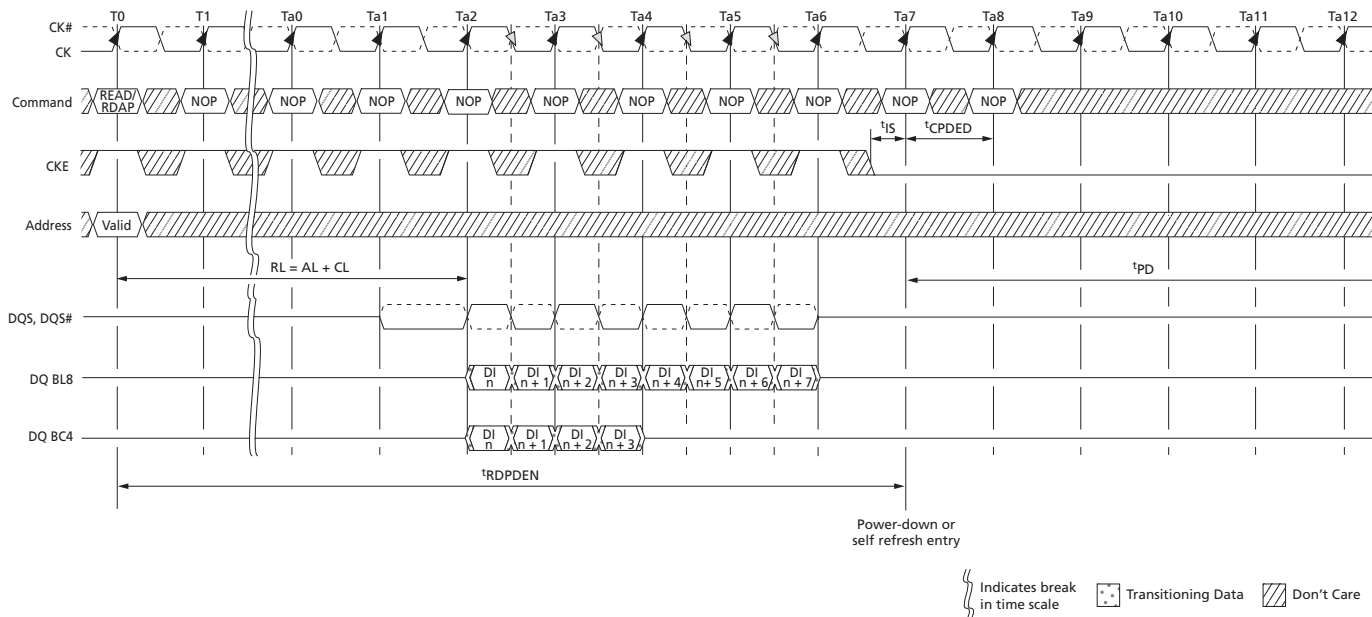 T0 T1 Ta0 Ta1 Ta2 Ta3 Ta4 Ta5 Ta6 Ta7 Ta8 Ta9 Ta10 Ta11 Ta12
CK#
CK
Command READ/RDAP NOP NOP NOP NOP NOP NOP NOP NOP NOP NOP
tIS tCPDED
CKE
Address Valid
RL = AL + CL
tPD
DQS, DQS#
DQ BL8 DI n DI n + 1 DI n + 2 DI n + 3 DI n + 4 DI n + 5 DI n + 6 DI n + 7
DQ BC4 DI n DI n + 1 DI n + 2 DI n + 3
tRDPDEN
Power-down or
self refresh entry
Indicates break
in time scale
Transitioning Data
Don't Care